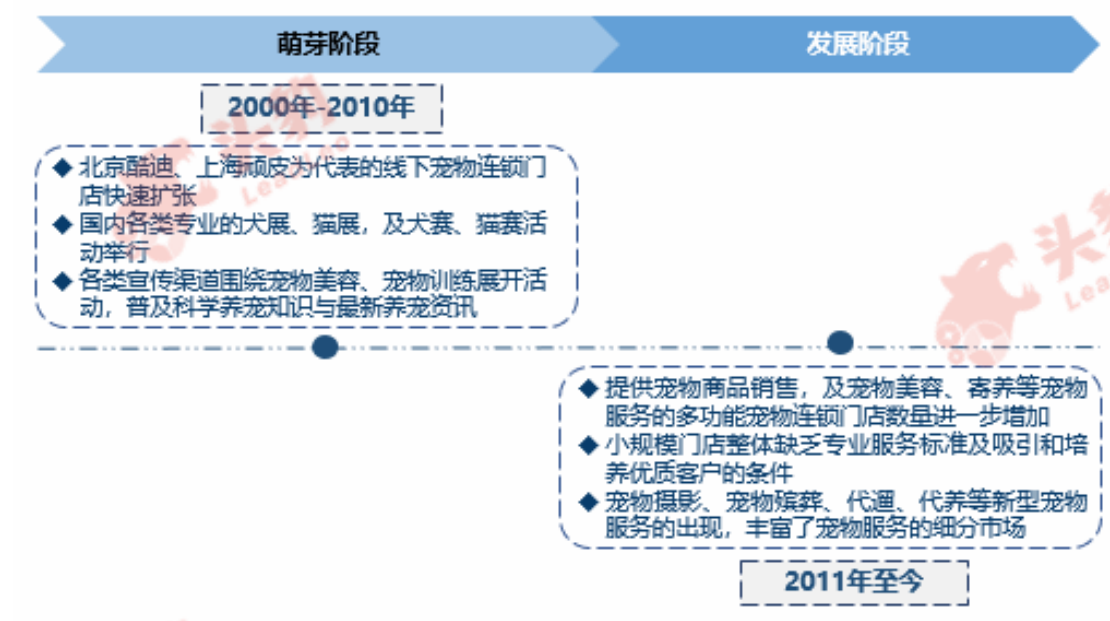 萌芽阶段
发展阶段
2000年-2010年
◆ 北京酷迪、上海顽皮为代表的线下宠物连锁门
店快速扩张
◆ 国内各类专业的犬展、猫展，及犬赛、猫赛活
动举行
◆ 各类宣传渠道围绕宠物美容、宠物训练展开活
动，普及科学养宠知识与最新养宠资讯
◆ 提供宠物商品销售，及宠物美容、寄养等宠物
服务的多功能宠物连锁门店数量进一步增加
◆ 小规模门店整体缺乏专业服务标准及吸引和培
养优质客户的条件
◆ 宠物摄影、宠物殡葬、代遛、代养等新型宠物
服务的出现，丰富了宠物服务的细分市场
2011年至今
头豹
LeadLeo
头豹
Lea